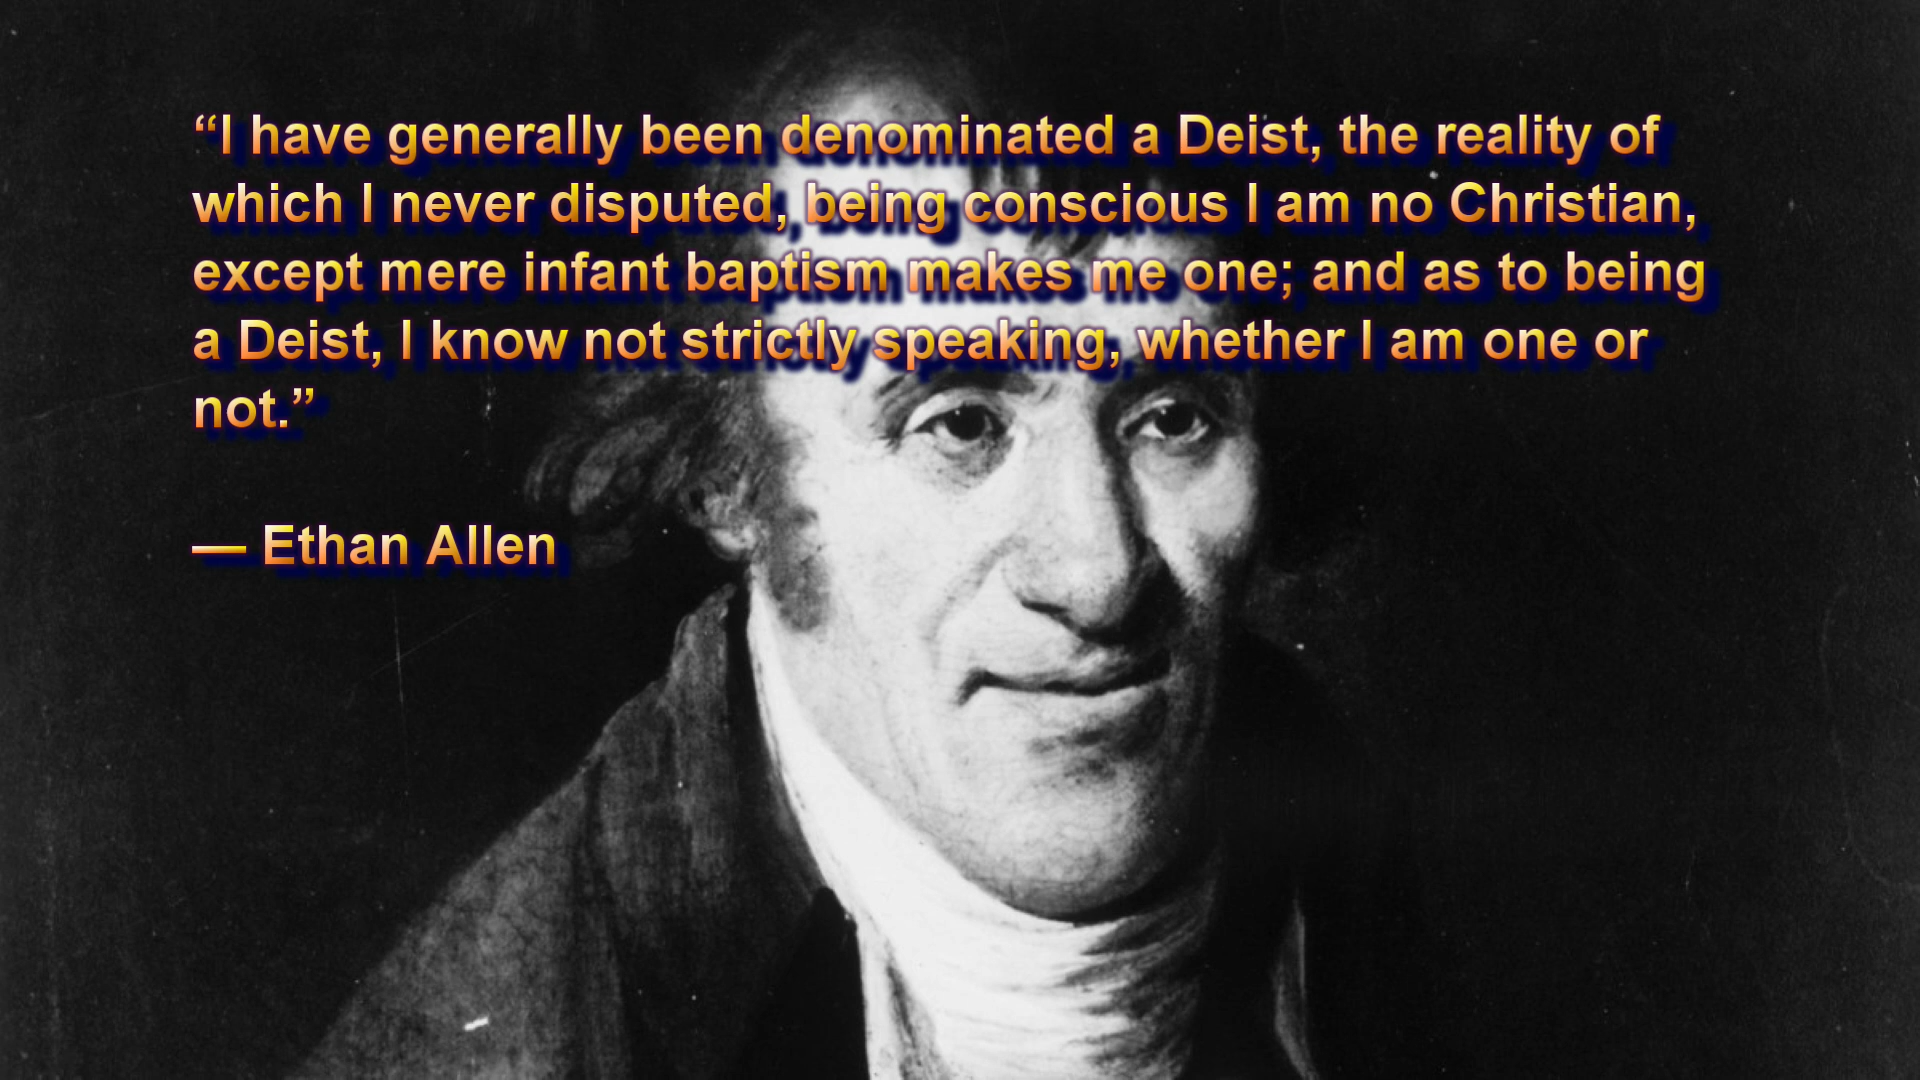 “I have generally been denominated a Deist, the reality of
which I never disputed, being conscious I am no Christian,
except mere infant baptism makes me one; and as to being
a Deist, I know not strictly speaking, whether I am one or
not.”
— Ethan Allen